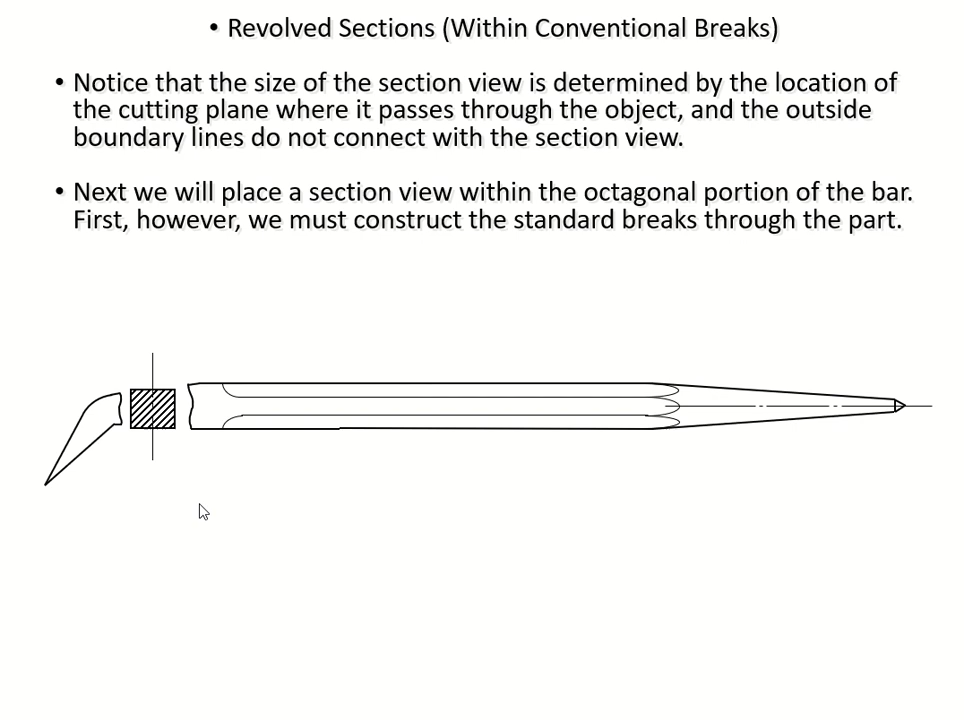 • Revolved Sections (Within Conventional Breaks)
• Notice that the size of the section view is determined by the location of
the cutting plane where it passes through the object, and the outside
boundary lines do not connect with the section view.
• Next we will place a section view within the octagonal portion of the bar.
First, however, we must construct the standard breaks through the part.